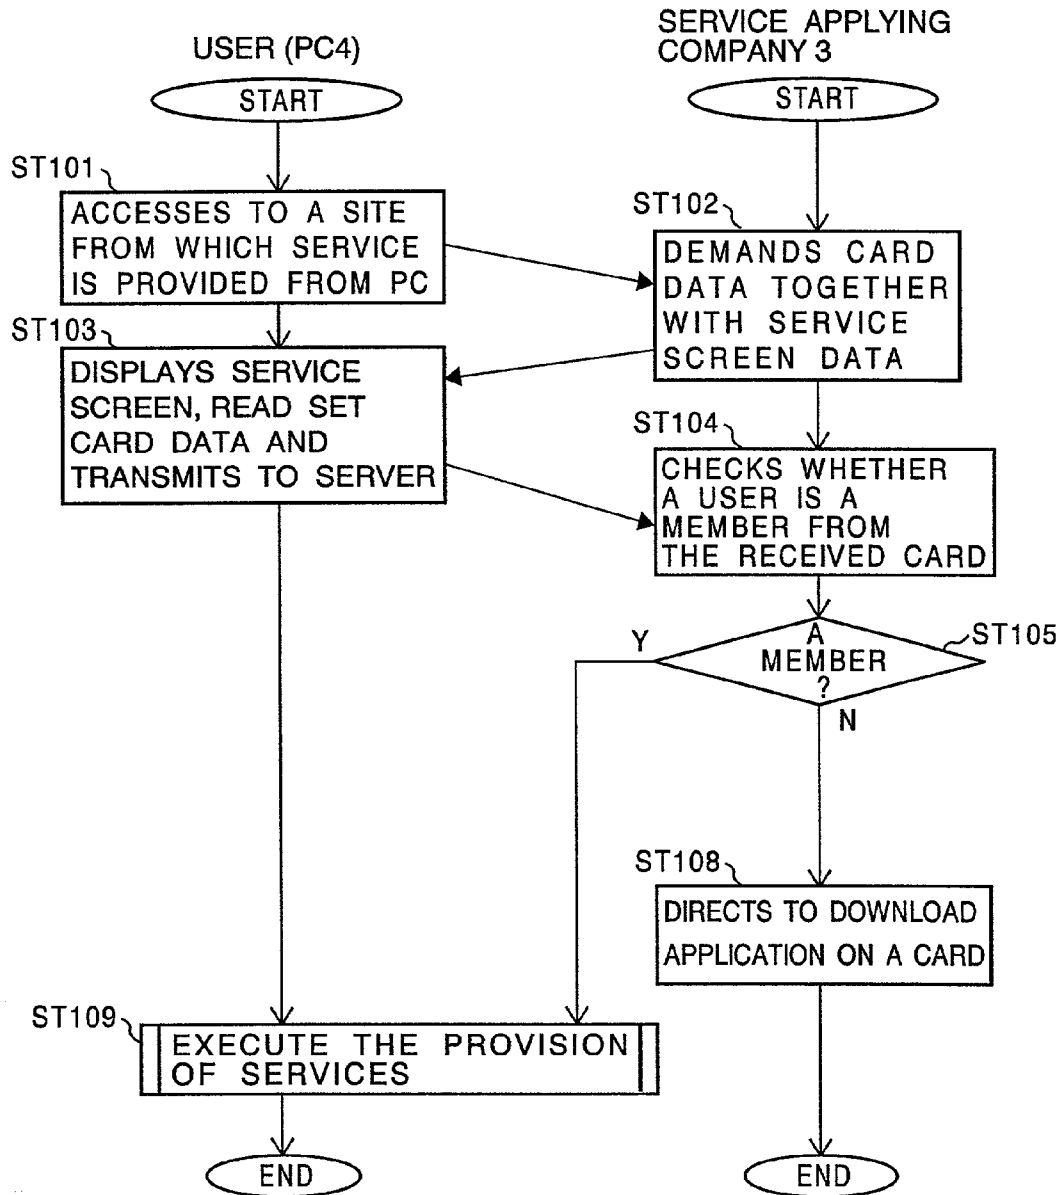 USER (PC4)
SERVICE APPLYING
COMPANY 3
START
START
ST101
ACCESSES TO A SITE
FROM WHICH SERVICE
IS PROVIDED FROM PC
ST102
DEMANDS CARD
DATA TOGETHER
WITH SERVICE
SCREEN DATA
ST103
DISPLAYS SERVICE
SCREEN, READ SET
CARD DATA AND
TRANSMITS TO SERVER
ST104
CHECKS WHETHER
A USER IS A
MEMBER FROM
THE RECEIVED CARD
ST105
A
MEMBER
?
Y
N
ST108
DIRECTS TO DOWNLOAD
APPLICATION ON A CARD
ST109
EXECUTE THE PROVISION
OF SERVICES
END
END